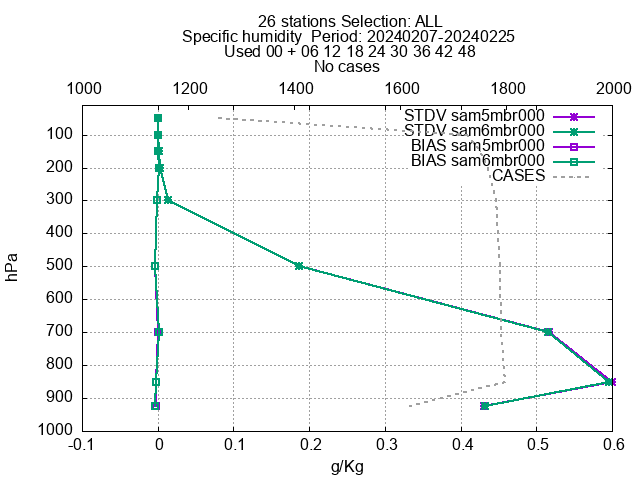 26 stations Selection: ALL
Specific humidity  Period: 20240207-20240225
Used 00 + 06 12 18 24 30 36 42 48
No cases
1000 1200 1400 1600 1800 2000
STDV sam5mbr000
STDV sam6mbr000
BIAS sam5mbr000
BIAS sam6mbr000
CASES
100
200
300
400
500
600
700
800
900
1000
hPa
-0.1 0 0.1 0.2 0.3 0.4 0.5 0.6
g/Kg